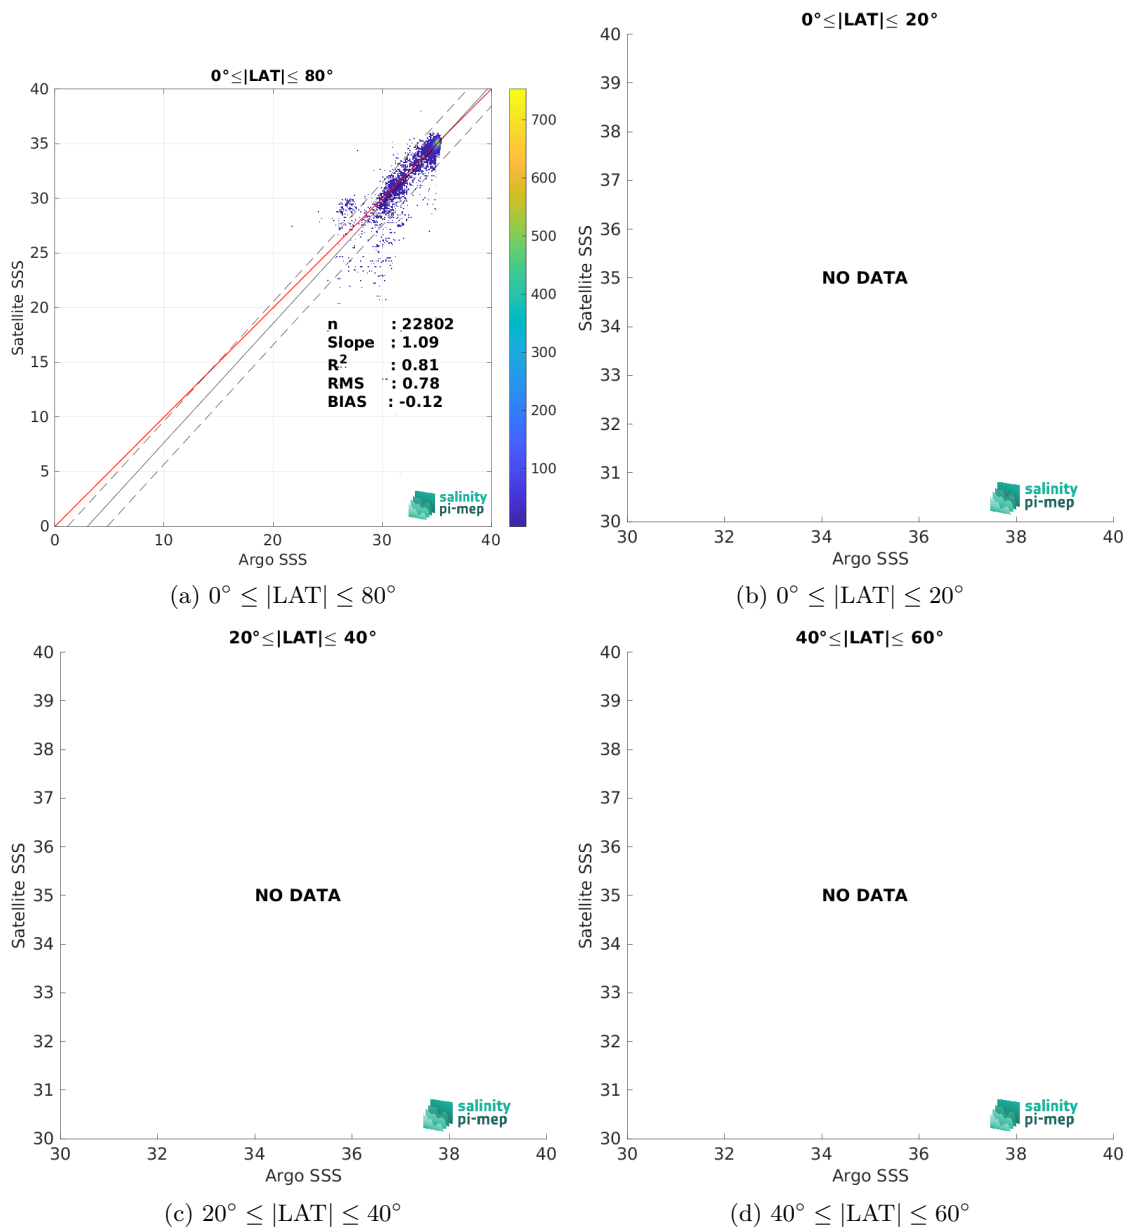 0°≤|LAT|≤ 80°
40
35
30
25
20
15
10
5
0
Satellite SSS
0
10
20
30
40
Argo SSS
700
600
500
400
300
200
100
n : 22802
Slope : 1.09
R² : 0.81
RMS : 0.78
BIAS : -0.12
salinity
pi-mep
(a) 0° ≤ |LAT| ≤ 80°
0°≤|LAT|≤ 20°
40
39
38
37
36
35
34
33
32
31
30
Satellite SSS
NO DATA
salinity
pi-mep
30
32
34
36
38
40
Argo SSS
(b) 0° ≤ |LAT| ≤ 20°
20°≤|LAT|≤ 40°
40
39
38
37
36
35
34
33
32
31
30
Satellite SSS
NO DATA
salinity
pi-mep
30
32
34
36
38
40
Argo SSS
(c) 20° ≤ |LAT| ≤ 40°
40°≤|LAT|≤ 60°
40
39
38
37
36
35
34
33
32
31
30
Satellite SSS
NO DATA
salinity
pi-mep
30
32
34
36
38
40
Argo SSS
(d) 40° ≤ |LAT| ≤ 60°